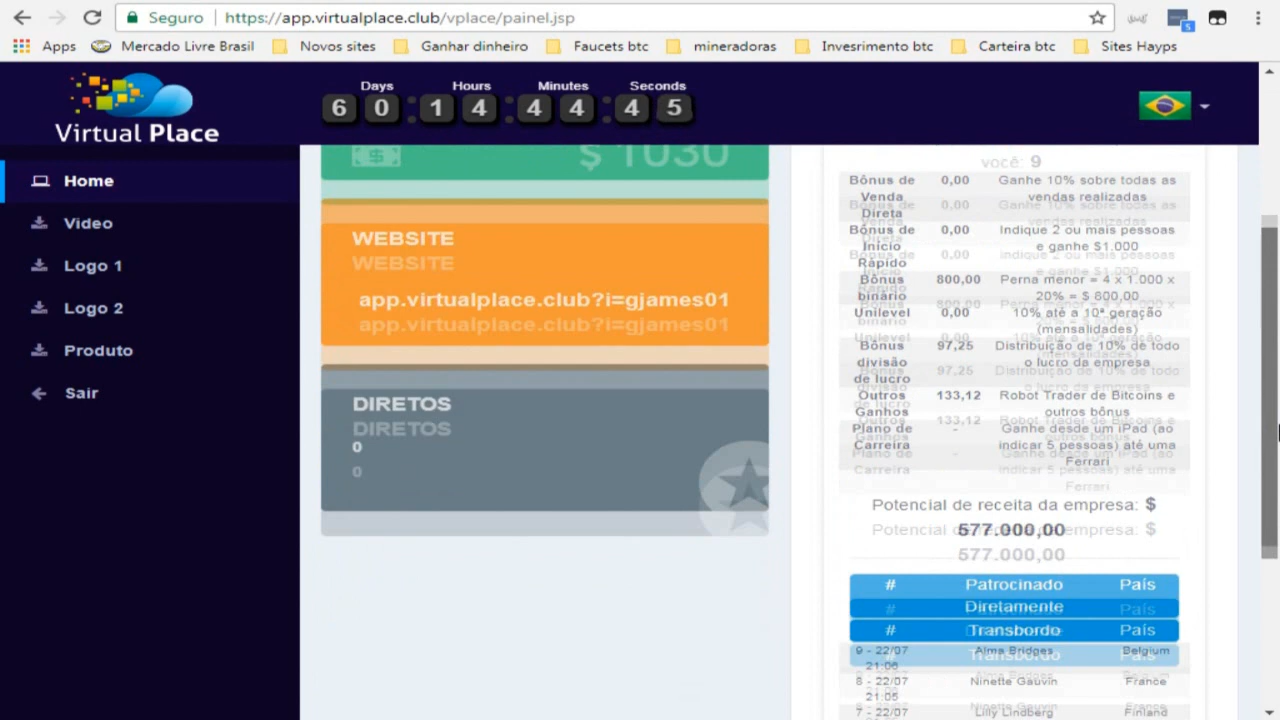 Seguro https://app.virtualplace.club/vplace/painel.jsp
5
Apps Mercado Livre Brasil Novos sites Ganhar dinheiro Faucets btc mineradoras Invesrimento btc Carteira btc Sites Hayps
Virtual Place
Days Hours Minutes Seconds
60:14:44:45
Home
Video
Logo 1
Logo 2
Produto
Sair
$ 1030
WEBSITE
app.virtualplace.club?i=gjames01
DIRETOS
0
você: 9
Bônus de Venda Direta 0,00 Ganhe 10% sobre todas as vendas realizadas
Bônus de Início Rápido 0,00 Indique 2 ou mais pessoas e ganhe $1.000
Bônus binário 800,00 Perna menor = 4 x 1.000 x 20% = $ 800,00
Unilevel 0,00 10% até a 10ª geração (mensalidades)
Bônus divisão de lucro 97,25 Distribuição de 10% de todo o lucro da empresa
Outros Ganhos 133,12 Robot Trader de Bitcoins e outros bônus
Plano de Carreira - Ganhe desde um iPad (ao indicar 5 pessoas) até uma Ferrari
Potencial de receita da empresa: $
577.000,00
# Patrocinado Diretamente País
# Transbordo País
9 - 22/07 21:06 Alma Bridges Belgium
8 - 22/07 21:05 Ninette Gauvin France
7 - 22/07 Lilly Lindberg Finland